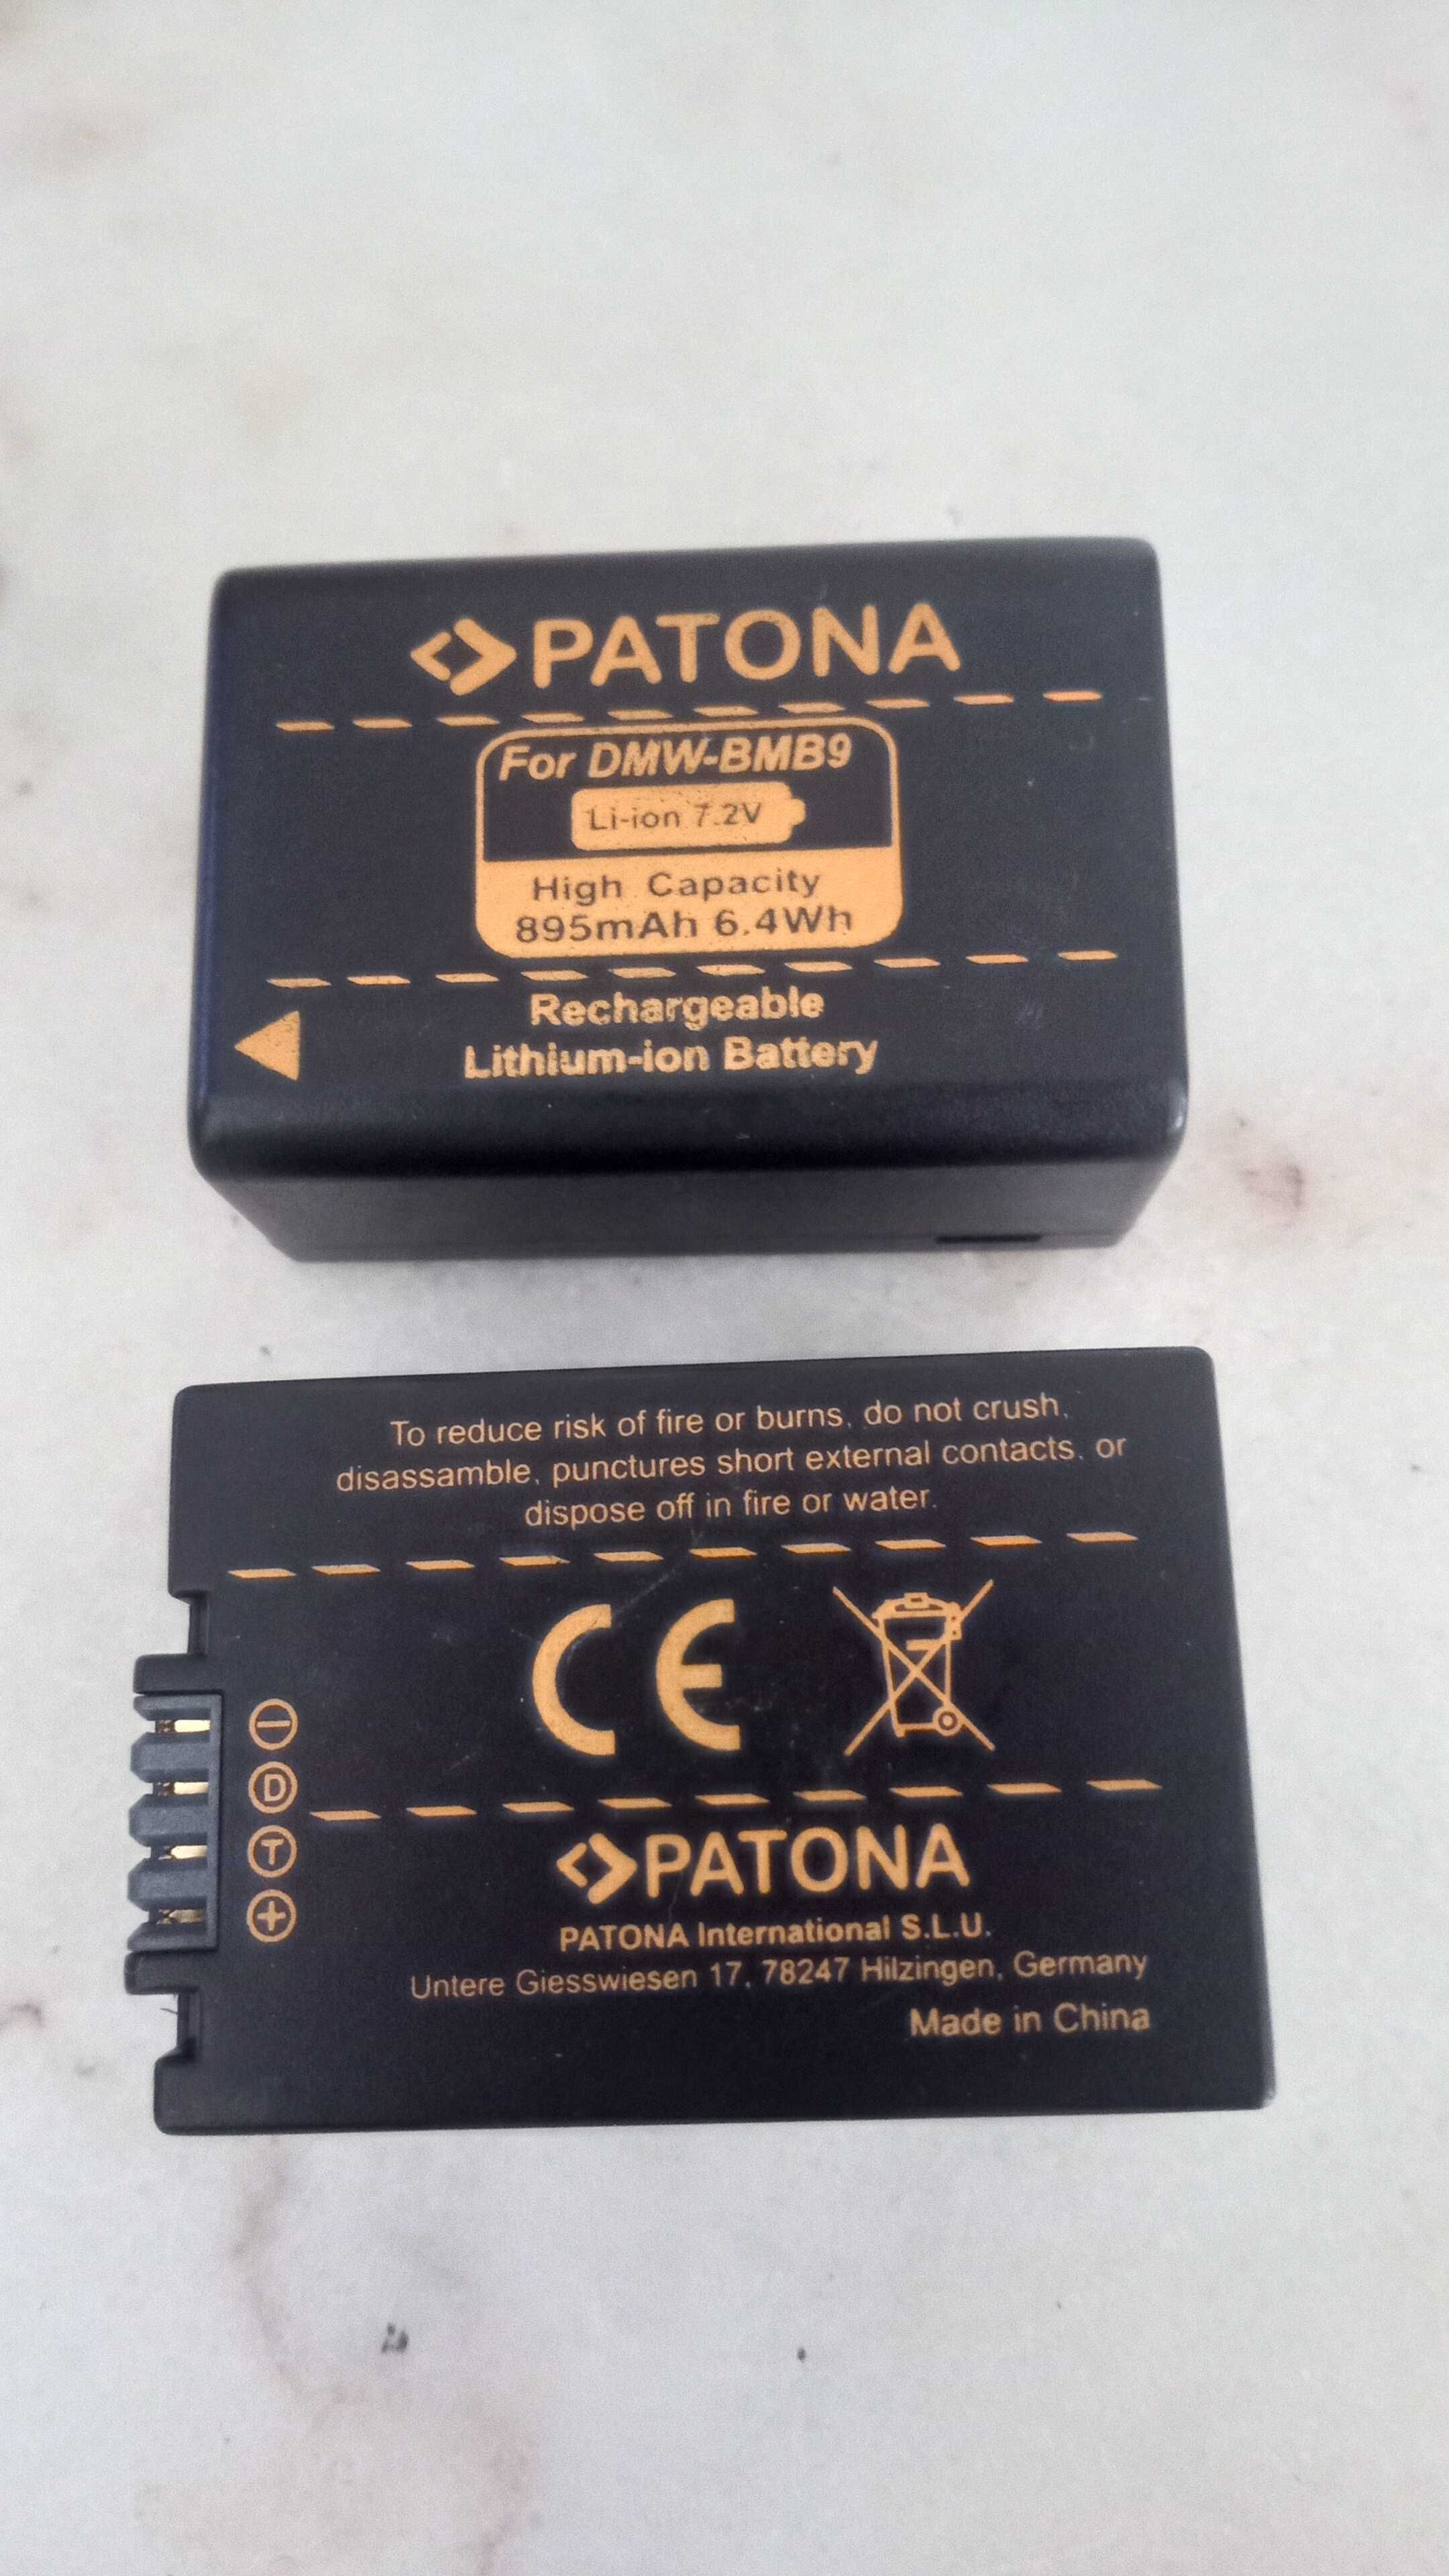 PATONA
For DMW-BMB9
Li-ion 7.2V
High Capacity
895mAh 6.4Wh
Rechargeable
Lithium-ion Battery
To reduce risk of fire or burns, do not crush,
disassamble, punctures short external contacts, or
dispose off in fire or water.
CE
-
D
T
+
PATONA
PATONA International S.L.U.
Untere Giesswiesen 17, 78247 Hilzingen, Germany
Made in China